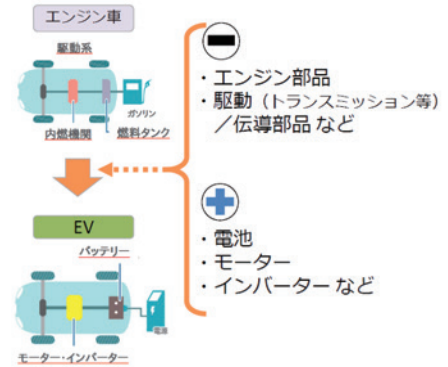 エンジン車
駆動系
ガソリン
内燃機関
燃料タンク
・エンジン部品
・駆動（トランスミッション等）
／伝導部品 など
EV
バッテリー
電池
モーター・インバーター
・電池
・モーター
・インバーター など